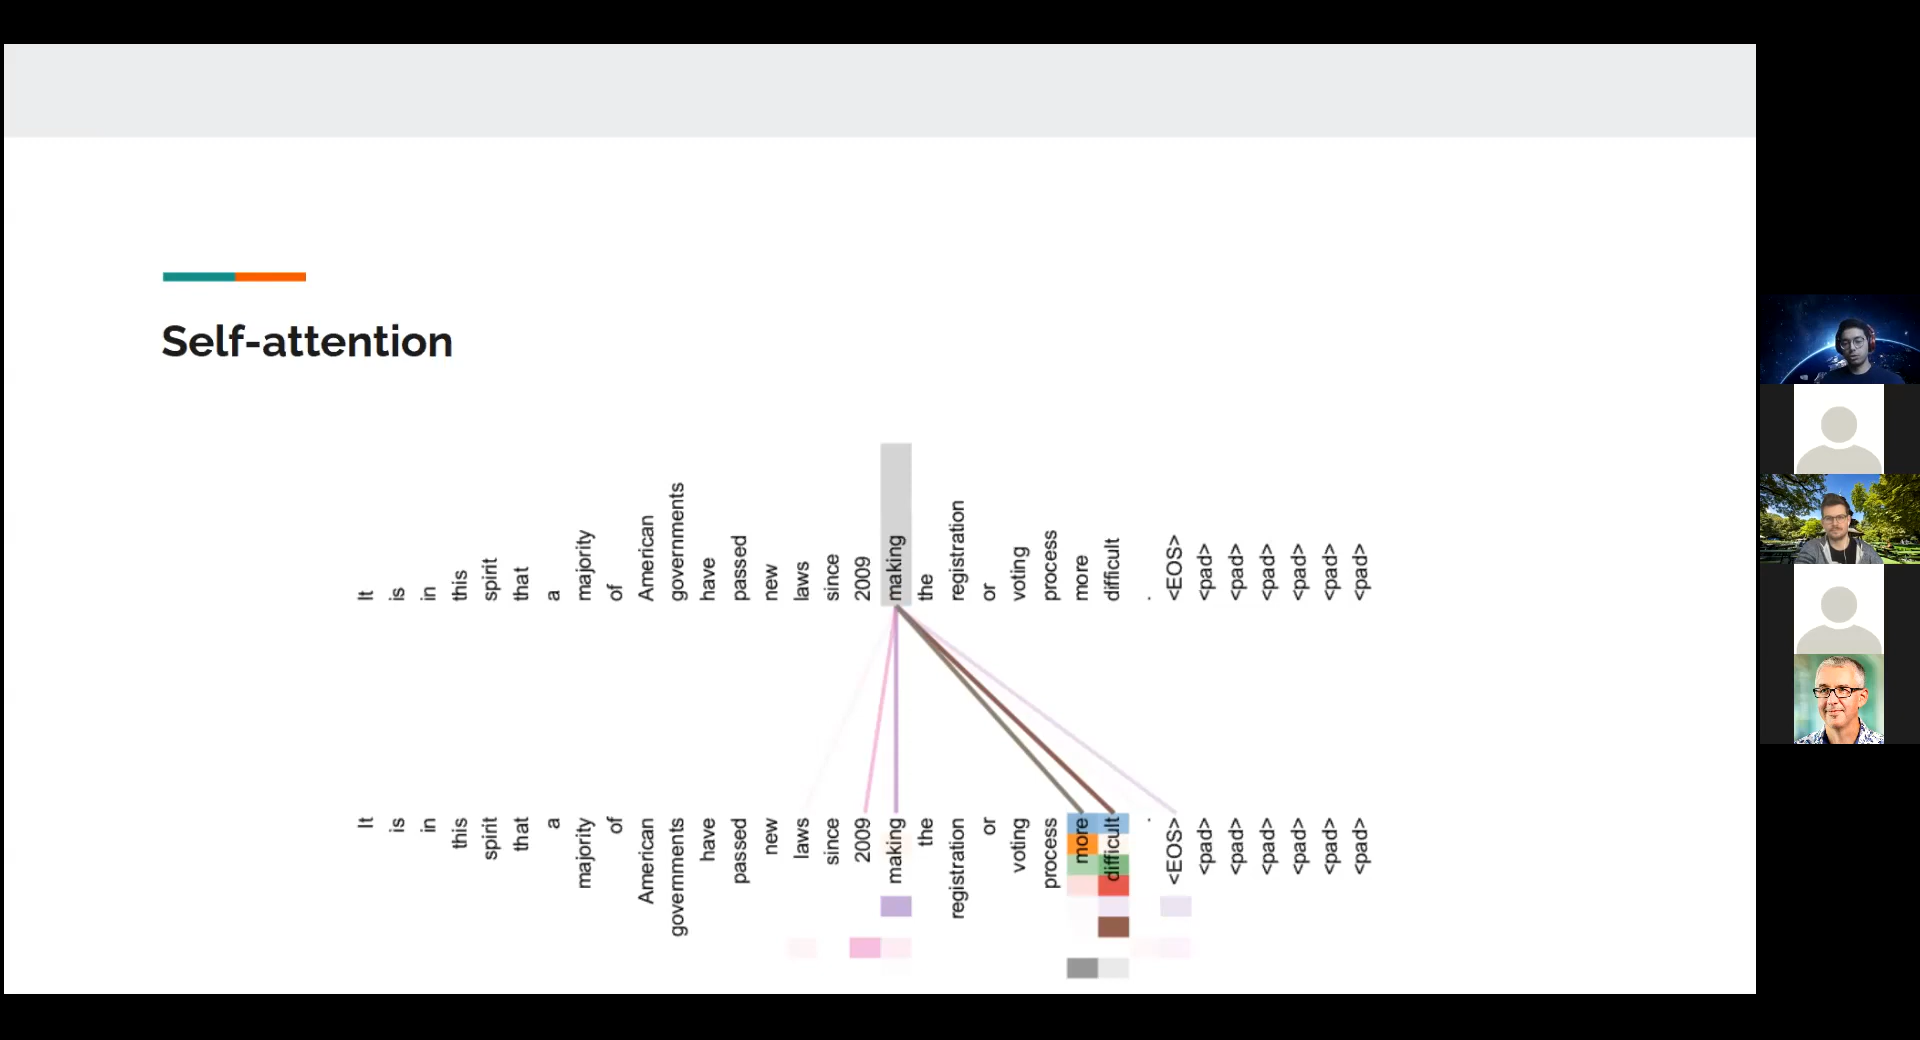 Self-attention
It is in this spirit that a majority of American governments have passed new laws since 2009 making the registration or voting process more difficult . <EOS> <pad> <pad> <pad> <pad> <pad> <pad>
It is in this spirit that a majority of American governments have passed new laws since 2009 making the registration or voting process more difficult . <EOS> <pad> <pad> <pad> <pad> <pad> <pad>